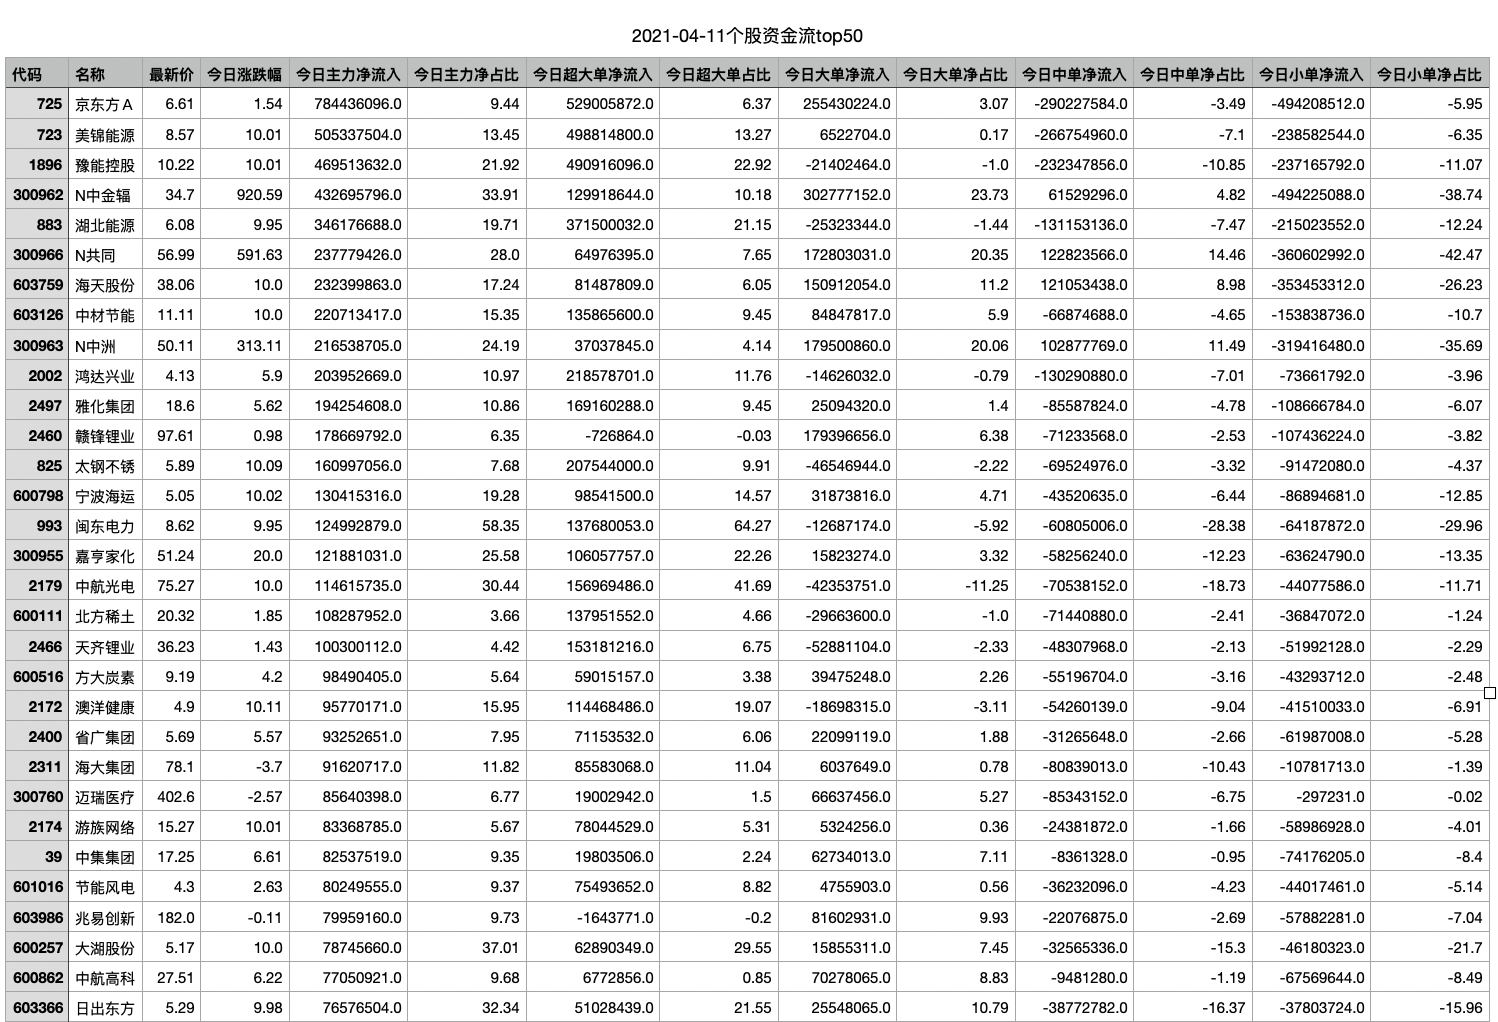 2021-04-11个股资金流top50
代码 名称 最新价 今日涨跌幅 今日主力净流入 今日主力净占比 今日超大单净流入 今日超大单占比 今日大单净流入 今日大单净占比 今日中单净流入 今日中单净占比 今日小单净流入 今日小单净占比
725 京东方A 6.61 1.54 784436096.0 9.44 529005872.0 6.37 255430224.0 3.07 -290227584.0 -3.49 -494208512.0 -5.95
723 美锦能源 8.57 10.01 505337504.0 13.45 498814800.0 13.27 6522704.0 0.17 -266754960.0 -7.1 -238582544.0 -6.35
1896 豫能控股 10.22 10.01 469513632.0 21.92 490916096.0 22.92 -21402464.0 -1.0 -232347856.0 -10.85 -237165792.0 -11.07
300962 N中金辐 34.7 920.59 432695796.0 33.91 129918644.0 10.18 302777152.0 23.73 61529296.0 4.82 -494225088.0 -38.74
883 湖北能源 6.08 9.95 346176688.0 19.71 371500032.0 21.15 -25323344.0 -1.44 -131153136.0 -7.47 -215023552.0 -12.24
300966 N共同 56.99 591.63 237779426.0 28.0 64976395.0 7.65 172803031.0 20.35 122823566.0 14.46 -360602992.0 -42.47
603759 海天股份 38.06 10.0 232399863.0 17.24 81487809.0 6.05 150912054.0 11.2 121053438.0 8.98 -353453312.0 -26.23
603126 中材节能 11.11 10.0 220713417.0 15.35 135865600.0 9.45 84847817.0 5.9 -66874688.0 -4.65 -153838736.0 -10.7
300963 N中洲 50.11 313.11 216538705.0 24.19 37037845.0 4.14 179500860.0 20.06 102877769.0 11.49 -319416480.0 -35.69
2002 鸿达兴业 4.13 5.9 203952669.0 10.97 218578701.0 11.76 -14626032.0 -0.79 -130290880.0 -7.01 -73661792.0 -3.96
2497 雅化集团 18.6 5.62 194254608.0 10.86 169160288.0 9.45 25094320.0 1.4 -85587824.0 -4.78 -108666784.0 -6.07
2460 赣锋锂业 97.61 0.98 178669792.0 6.35 -726864.0 -0.03 179396656.0 6.38 -71233568.0 -2.53 -107436224.0 -3.82
825 太钢不锈 5.89 10.09 160997056.0 7.68 207544000.0 9.91 -46546944.0 -2.22 -69524976.0 -3.32 -91472080.0 -4.37
600798 宁波海运 5.05 10.02 130415316.0 19.28 98541500.0 14.57 31873816.0 4.71 -43520635.0 -6.44 -86894681.0 -12.85
993 闽东电力 8.62 9.95 124992879.0 58.35 137680053.0 64.27 -12687174.0 -5.92 -60805006.0 -28.38 -64187872.0 -29.96
300955 嘉亨家化 51.24 20.0 121881031.0 25.58 106057757.0 22.26 15823274.0 3.32 -58256240.0 -12.23 -63624790.0 -13.35
2179 中航光电 75.27 10.0 114615735.0 30.44 156969486.0 41.69 -42353751.0 -11.25 -70538152.0 -18.73 -44077586.0 -11.71
600111 北方稀土 20.32 1.85 108287952.0 3.66 137951552.0 4.66 -29663600.0 -1.0 -71440880.0 -2.41 -36847072.0 -1.24
2466 天齐锂业 36.23 1.43 100300112.0 4.42 153181216.0 6.75 -52881104.0 -2.33 -48307968.0 -2.13 -51992128.0 -2.29
600516 方大炭素 9.19 4.2 98490405.0 5.64 59015157.0 3.38 39475248.0 2.26 -55196704.0 -3.16 -43293712.0 -2.48
2172 澳洋健康 4.9 10.11 95770171.0 15.95 114468486.0 19.07 -18698315.0 -3.11 -54260139.0 -9.04 -41510033.0 -6.91
2400 省广集团 5.69 5.57 93252651.0 7.95 71153532.0 6.06 22099119.0 1.88 -31265648.0 -2.66 -61987008.0 -5.28
2311 海大集团 78.1 -3.7 91620717.0 11.82 85583068.0 11.04 6037649.0 0.78 -80839013.0 -10.43 -10781713.0 -1.39
300760 迈瑞医疗 402.6 -2.57 85640398.0 6.77 19002942.0 1.5 66637456.0 5.27 -85343152.0 -6.75 -297231.0 -0.02
2174 游族网络 15.27 10.01 83368785.0 5.67 78044529.0 5.31 5324256.0 0.36 -24381872.0 -1.66 -58986928.0 -4.01
39 中集集团 17.25 6.61 82537519.0 9.35 19803506.0 2.24 62734013.0 7.11 -8361328.0 -0.95 -74176205.0 -8.4
601016 节能风电 4.3 2.63 80249555.0 9.37 75493652.0 8.82 4755903.0 0.56 -36232096.0 -4.23 -44017461.0 -5.14
603986 兆易创新 182.0 -0.11 79959160.0 9.73 -1643771.0 -0.2 81602931.0 9.93 -22076875.0 -2.69 -57882281.0 -7.04
600257 大湖股份 5.17 10.0 78745660.0 37.01 62890349.0 29.55 15855311.0 7.45 -32565336.0 -15.3 -46180323.0 -21.7
600862 中航高科 27.51 6.22 77050921.0 9.68 6772856.0 0.85 70278065.0 8.83 -9481280.0 -1.19 -67569644.0 -8.49
603366 日出东方 5.29 9.98 76576504.0 32.34 51028439.0 21.55 25548065.0 10.79 -38772782.0 -16.37 -37803724.0 -15.96